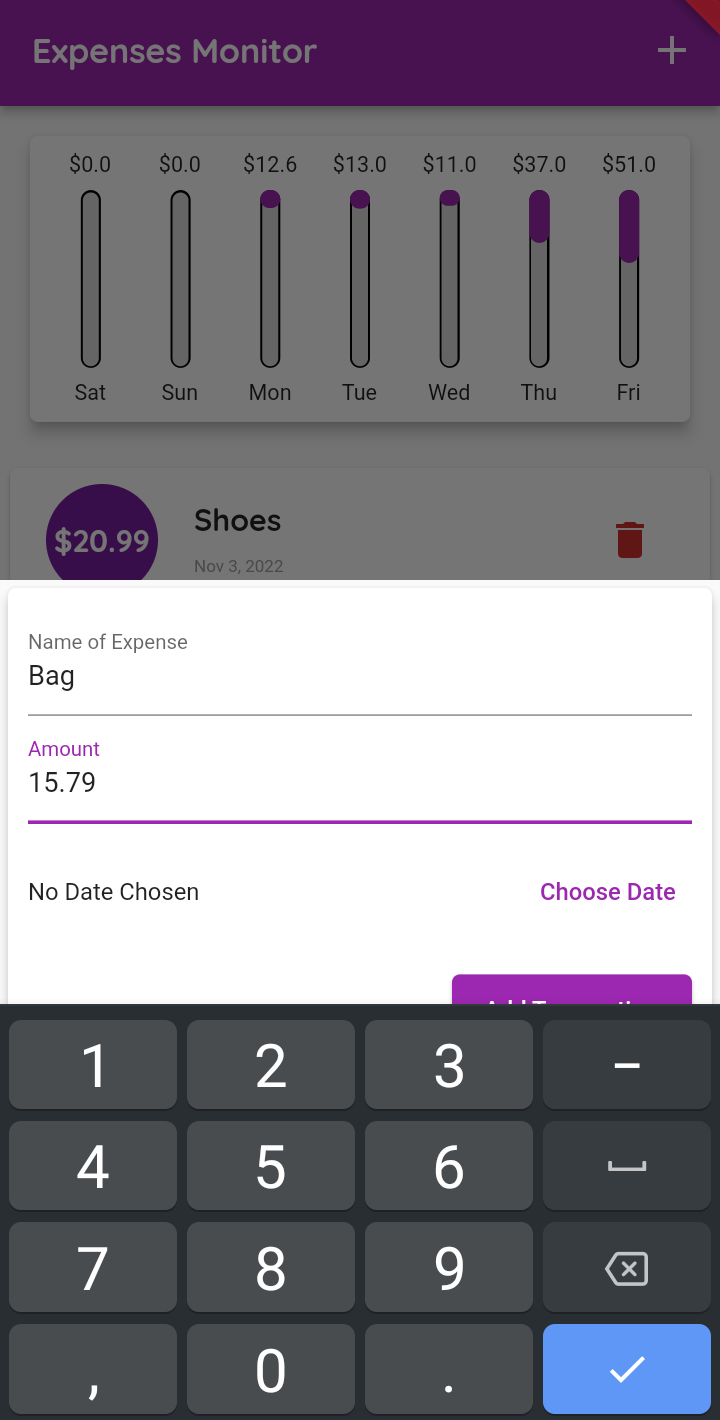 Expenses Monitor +
$0.0 $0.0 $12.6 $13.0 $11.0 $37.0 $51.0
Sat Sun Mon Tue Wed Thu Fri
$20.99 Shoes
Nov 3, 2022
Name of Expense
Bag
Amount
15.79
No Date Chosen Choose Date
1 2 3 –
4 5 6
7 8 9
, 0 .